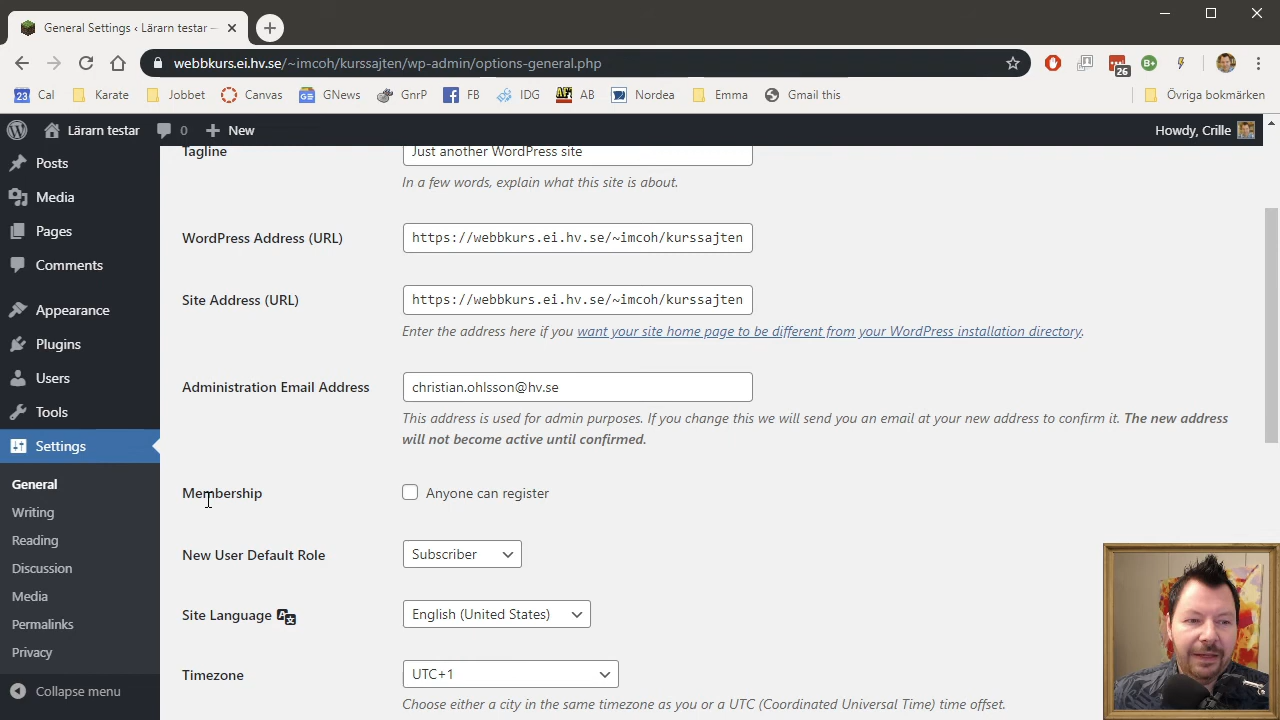 General Settings ‹ Lärarn testar —
webbkurs.ei.hv.se/~imcoh/kurssajten/wp-admin/options-general.php
26
23 Cal Karate Jobbet Canvas GNews GnrP FB IDG AB Nordea Emma Gmail this Övriga bokmärken
Lärarn testar 0 New Howdy, Crille
Posts
Media
Pages
Comments
Appearance
Plugins
Users
Tools
Settings
General
Writing
Reading
Discussion
Media
Permalinks
Privacy
Collapse menu
Tagline Just another WordPress site
In a few words, explain what this site is about.
WordPress Address (URL) https://webbkurs.ei.hv.se/~imcoh/kurssajten
Site Address (URL) https://webbkurs.ei.hv.se/~imcoh/kurssajten
Enter the address here if you want your site home page to be different from your WordPress installation directory.
Administration Email Address christian.ohlsson@hv.se
This address is used for admin purposes. If you change this we will send you an email at your new address to confirm it. The new address
will not become active until confirmed.
Membership Anyone can register
New User Default Role Subscriber
Site Language English (United States)
Timezone UTC+1
Choose either a city in the same timezone as you or a UTC (Coordinated Universal Time) time offset.